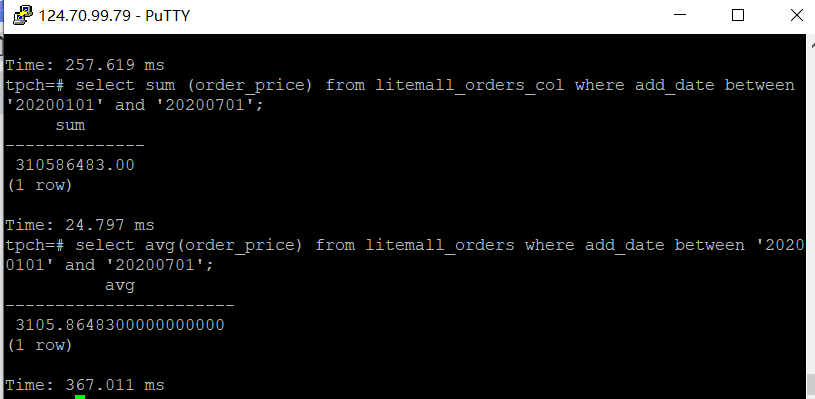 124.70.99.79 - PuTTY
Time: 257.619 ms
tpch=# select sum (order_price) from litemall_orders_col where add_date between
'20200101' and '20200701';
sum
--------------
310586483.00
(1 row)
Time: 24.797 ms
tpch=# select avg(order_price) from litemall_orders where add_date between '2020
0101' and '20200701';
avg
-----------------------
3105.8648300000000000
(1 row)
Time: 367.011 ms